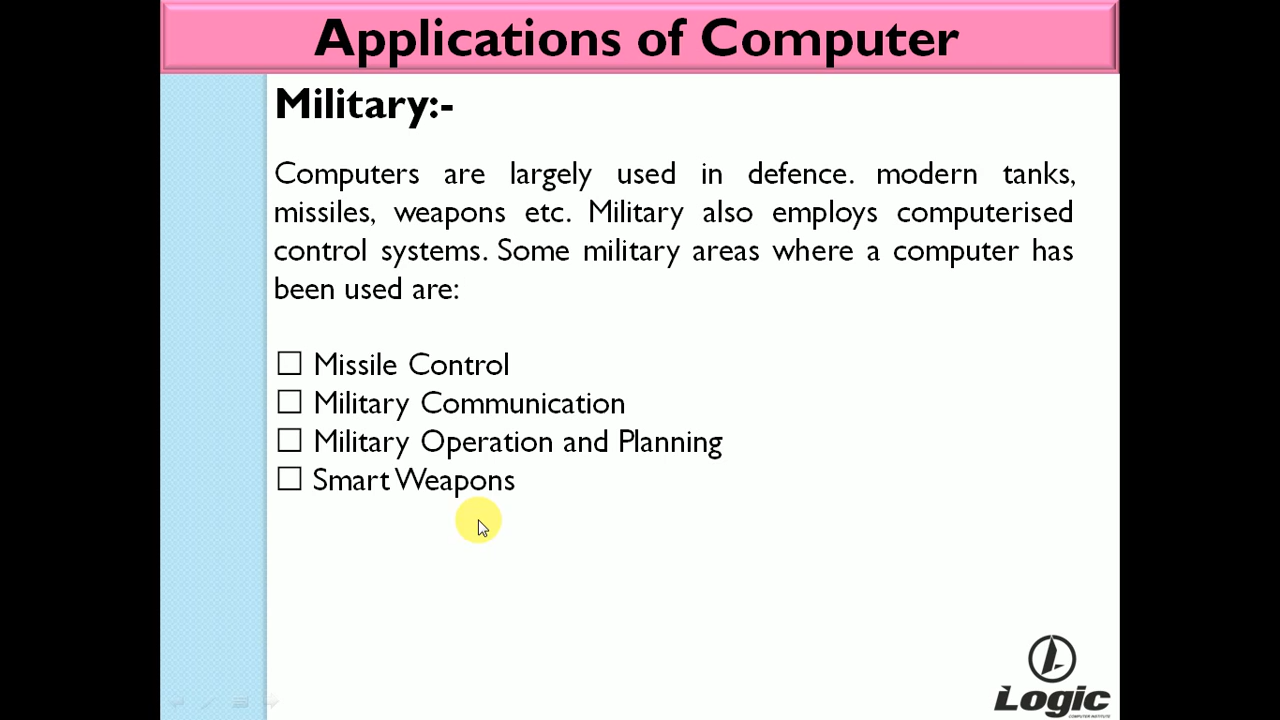 Applications of Computer
Military:-
Computers are largely used in defence. modern tanks,
missiles, weapons etc. Military also employs computerised
control systems. Some military areas where a computer has
been used are:
☐ Missile Control
☐ Military Communication
☐ Military Operation and Planning
☐ Smart Weapons
Logic
COMPUTER INSTITUTE